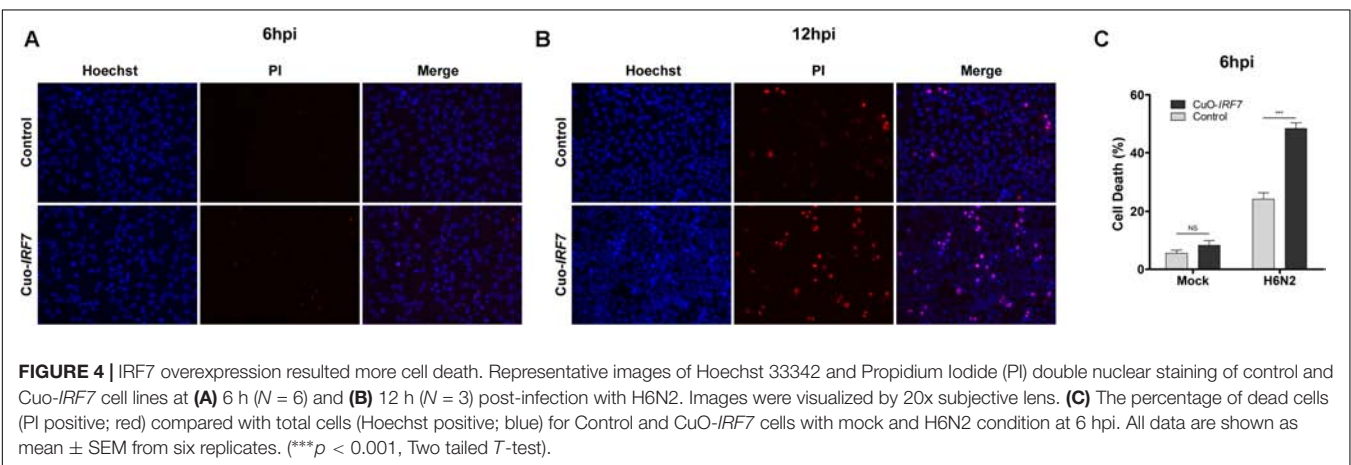 A
6hpi
Hoechst PI Merge
Control
Cuo-IRF7
B
12hpi
Hoechst PI Merge
Control
Cuo-IRF7
C
6hpi
CuO-IRF7
Control
Cell Death (%)
60
40
20
0
NS
***
Mock H6N2
FIGURE 4 | IRF7 overexpression resulted more cell death. Representative images of Hoechst 33342 and Propidium Iodide (PI) double nuclear staining of control and
Cuo-IRF7 cell lines at (A) 6 h (N = 6) and (B) 12 h (N = 3) post-infection with H6N2. Images were visualized by 20x subjective lens. (C) The percentage of dead cells
(PI positive; red) compared with total cells (Hoechst positive; blue) for Control and CuO-IRF7 cells with mock and H6N2 condition at 6 hpi. All data are shown as
mean ± SEM from six replicates. (***p < 0.001, Two tailed T-test).